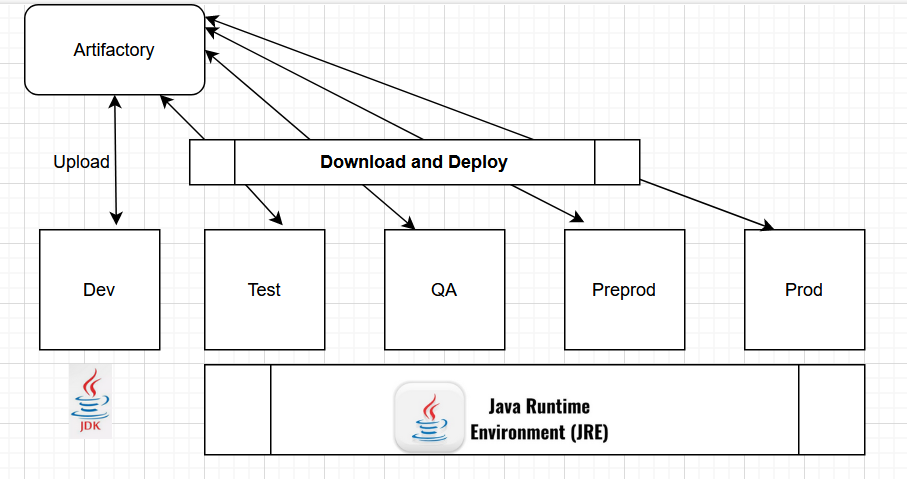 Artifactory
Upload
Download and Deploy
Dev
Test
QA
Preprod
Prod
JDK
Java Runtime
Environment (JRE)